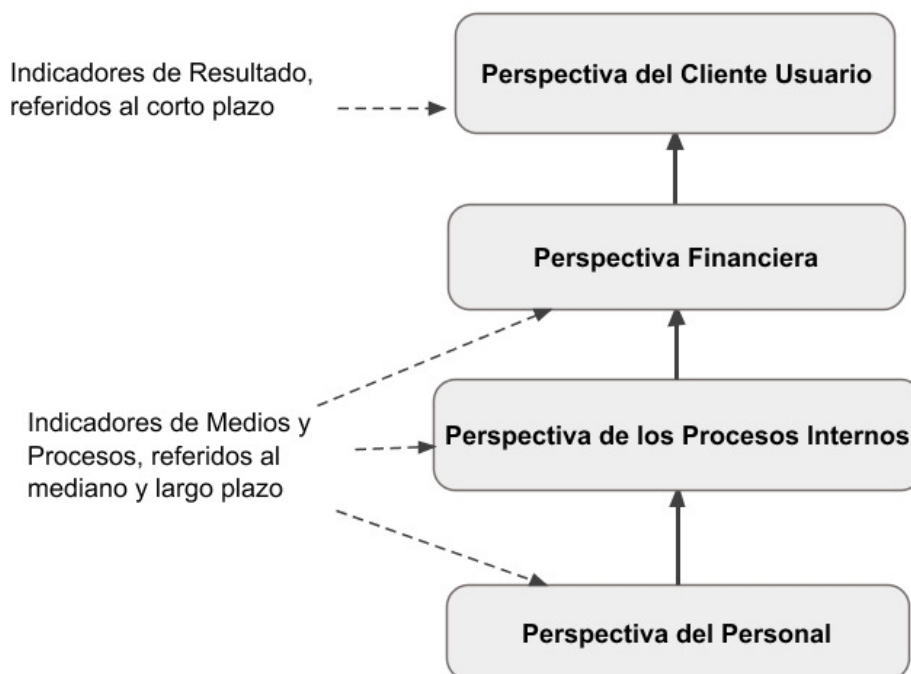 Perspectiva del Cliente Usuario
Indicadores de Resultado,
referidos al corto plazo
Perspectiva Financiera
Indicadores de Medios y
Procesos, referidos al
mediano y largo plazo
Perspectiva de los Procesos Internos
Perspectiva del Personal